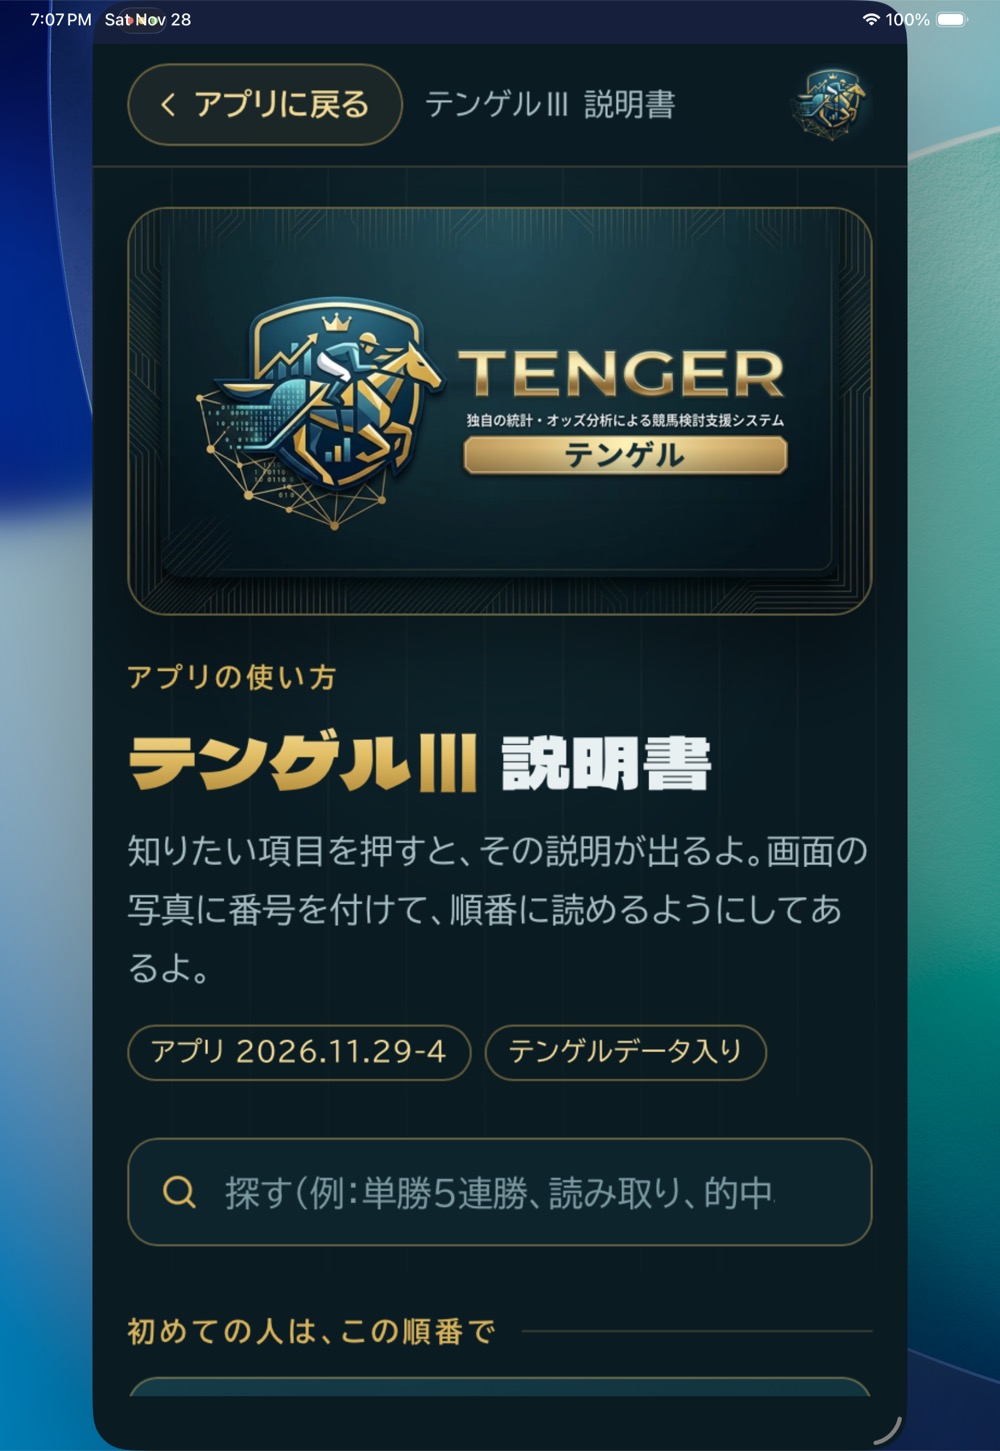 7:07 PM Sat Nov 28
100%
アプリに戻る
テンゲルⅢ 説明書
TENGER
独自の統計・オッズ分析による競馬検討支援システム
テンゲル
アプリの使い方
テンゲルⅢ 説明書
知りたい項目を押すと、その説明が出るよ。画面の
写真に番号を付けて、順番に読めるようにしてあ
るよ。
アプリ 2026.11.29-4
テンゲルデータ入り
探す(例:単勝5連勝、読み取り、的中
初めての人は、この順番で